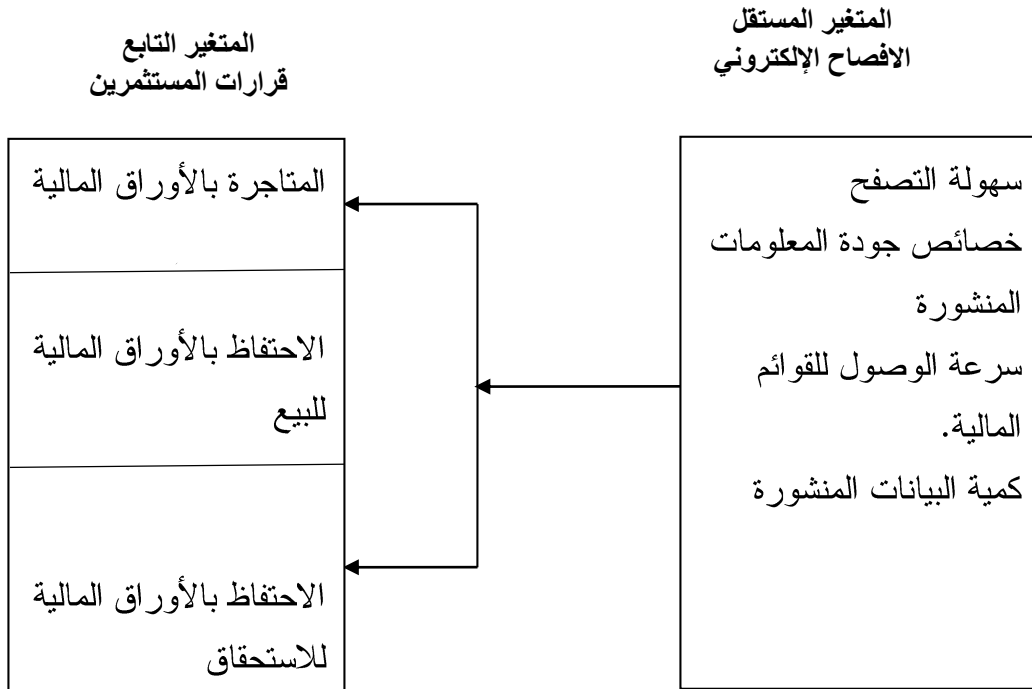 المتغير المستقل
الافصاح الإلكتروني
المتغير التابع
قرارات المستثمرين
سهولة التصفح
خصائص جودة المعلومات
المنشورة
سرعة الوصول للقوائم
المالية.
كمية البيانات المنشورة
المتاجرة بالأوراق المالية
الاحتفاظ بالأوراق المالية
للبيع
الاحتفاظ بالأوراق المالية
للاستحقاق